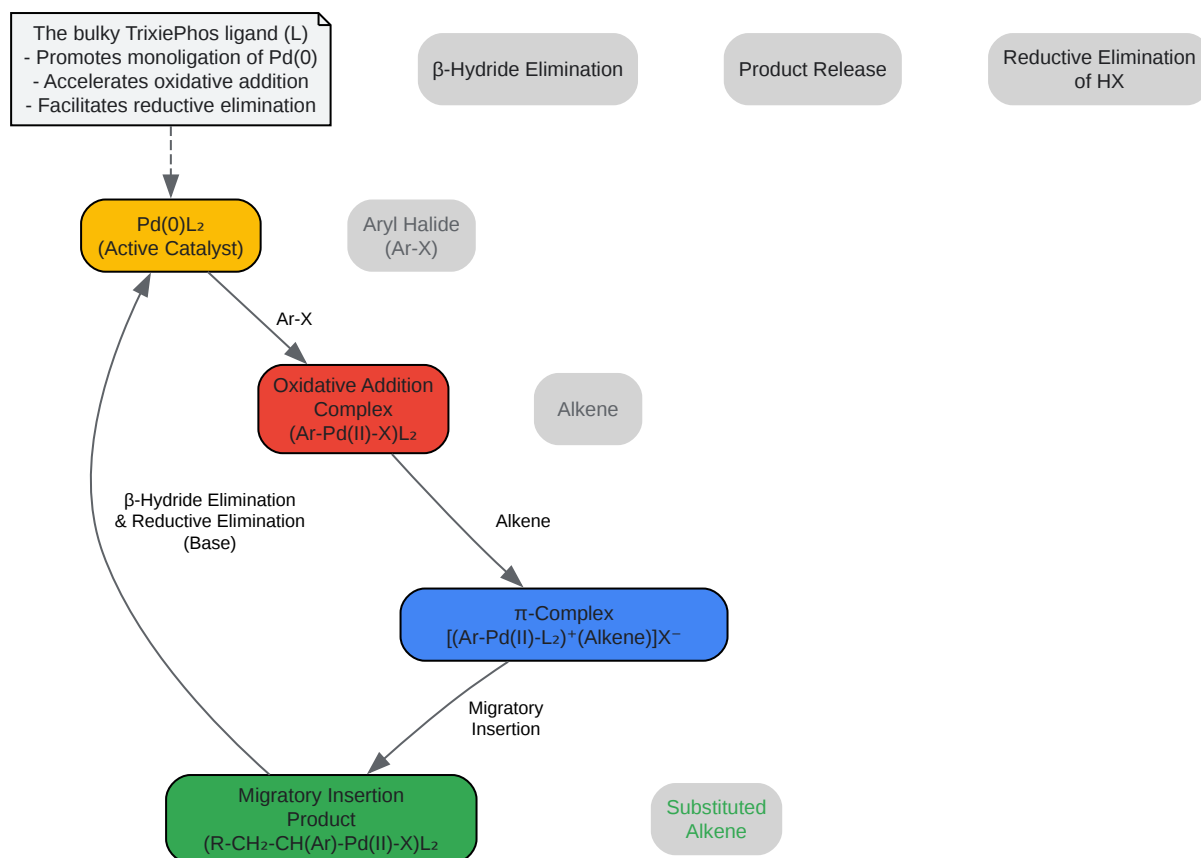 The bulky TrixiePhos ligand (L)
- Promotes monoligation of Pd(0)
- Accelerates oxidative addition
- Facilitates reductive elimination
β-Hydride Elimination
Product Release
Reductive Elimination
of HX
Pd(0)L₂
(Active Catalyst)
Aryl Halide
(Ar-X)
Ar-X
Oxidative Addition
Complex
(Ar-Pd(II)-X)L₂
Alkene
β-Hydride Elimination
& Reductive Elimination
(Base)
Alkene
π-Complex
[(Ar-Pd(II)-L₂)⁺(Alkene)]X⁻
Migratory
Insertion
Migratory Insertion
Product
(R-CH₂-CH(Ar)-Pd(II)-X)L₂
Substituted
Alkene